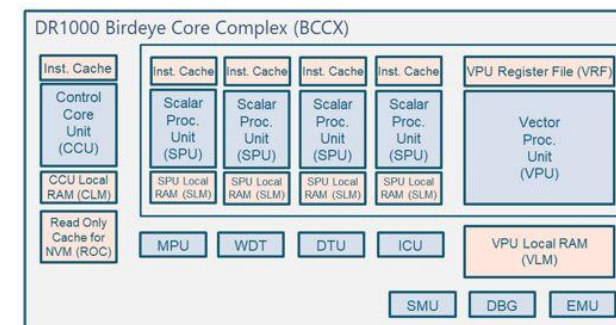 DR1000 Birdeye Core Complex (BCCX)
Inst. Cache
Control
Core
Unit
(CCU)
CCU Local
RAM (CLM)
Read Only
Cache for
NVM (ROC)
Inst. Cache
Scalar
Proc.
Unit
(SPU)
SPU Local
RAM (SLM)
Inst. Cache
Scalar
Proc.
Unit
(SPU)
SPU Local
RAM (SLM)
Inst. Cache
Scalar
Proc.
Unit
(SPU)
SPU Local
RAM (SLM)
Inst. Cache
Scalar
Proc.
Unit
(SPU)
SPU Local
RAM (SLM)
VPU Register File (VRF)
Vector
Proc.
Unit
(VPU)
MPU
WDT
DTU
ICU
VPU Local RAM
(VLM)
SMU
DBG
EMU